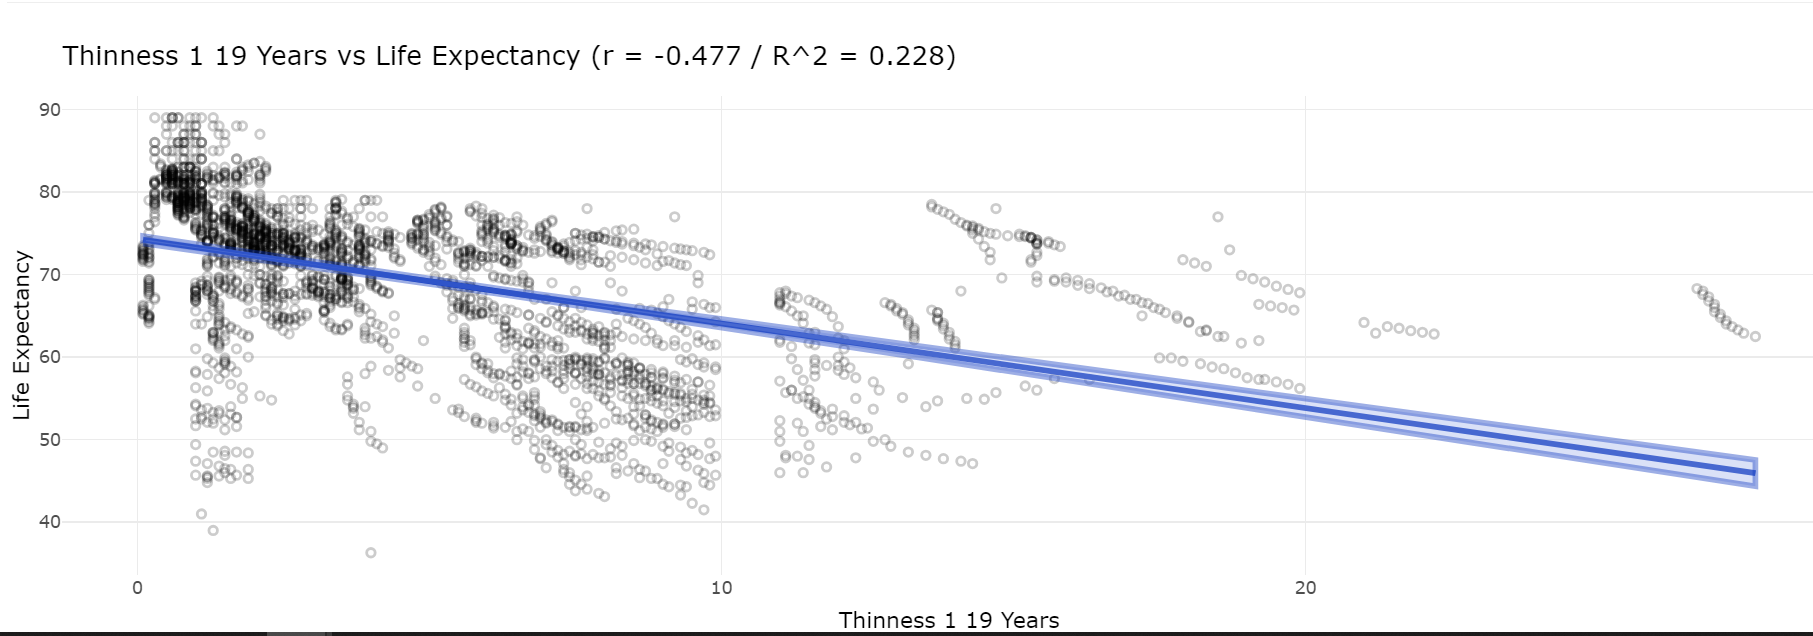 Thinness 1 19 Years vs Life Expectancy (r = -0.477 / R^2 = 0.228)
90
80
70
60
50
40
Life Expectancy
0 10 20
Thinness 1 19 Years